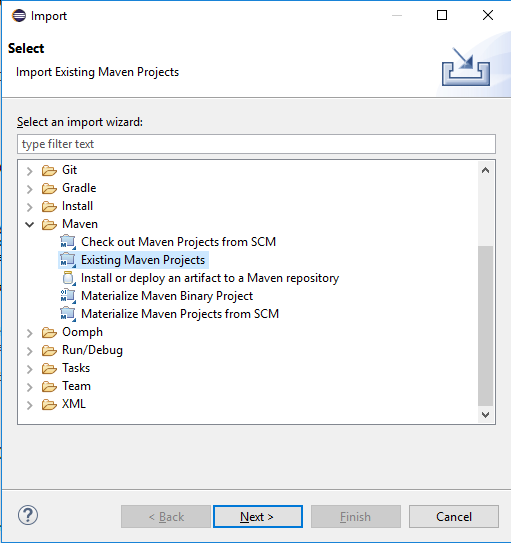 Import
Select
Import Existing Maven Projects
Select an import wizard:
type filter text
Git
Gradle
Install
Maven
Check out Maven Projects from SCM
Existing Maven Projects
Install or deploy an artifact to a Maven repository
Materialize Maven Binary Project
Materialize Maven Projects from SCM
Oomph
Run/Debug
Tasks
Team
XML
? < Back Next > Finish Cancel